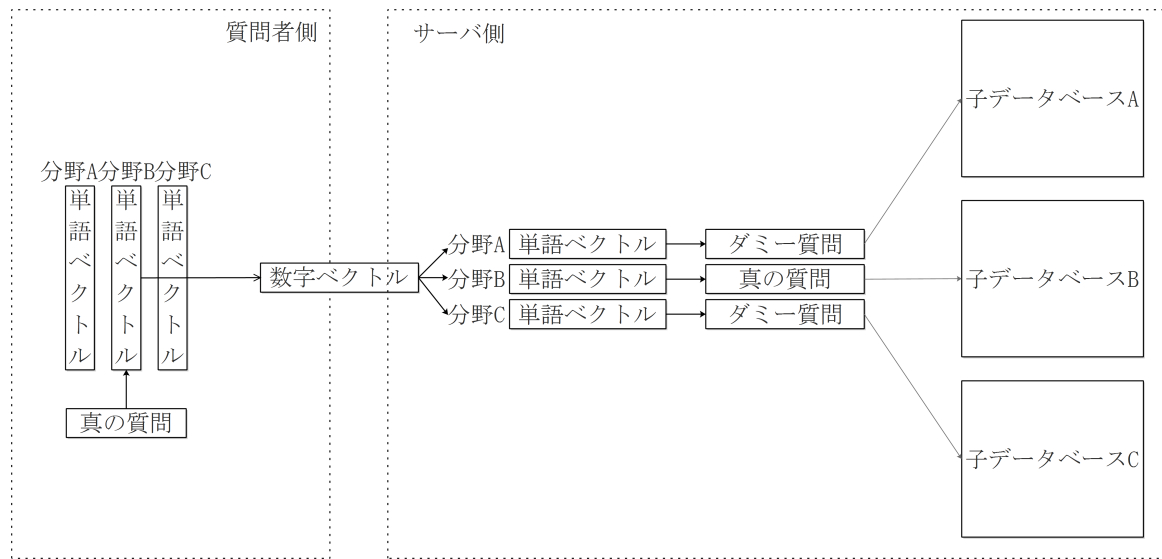 質問者側
サーバ側
分野A分野B分野C
単語ベクトル
単語ベクトル
単語ベクトル
真の質問
数字ベクトル
分野A 単語ベクトル ダミー質問
分野B 単語ベクトル 真の質問
分野C 単語ベクトル ダミー質問
子データベースA
子データベースB
子データベースC